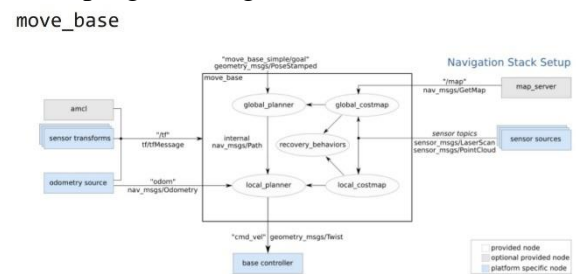 move_base
Navigation Stack Setup
"move_base_simple/goal"
geometry_msgs/PoseStamped
move_base
"/map"
nav_msgs/GetMap
map_server
amcl
global_planner
global_costmap
sensor transforms
"/tf"
tf/tfMessage
internal
nav_msgs/Path
recovery_behaviors
sensor topics
sensor_msgs/LaserScan
sensor_msgs/PointCloud
sensor sources
odometry source
"odom"
nav_msgs/Odometry
local_planner
local_costmap
"cmd_vel" geometry_msgs/Twist
base controller
provided node
optional provided node
platform specific node